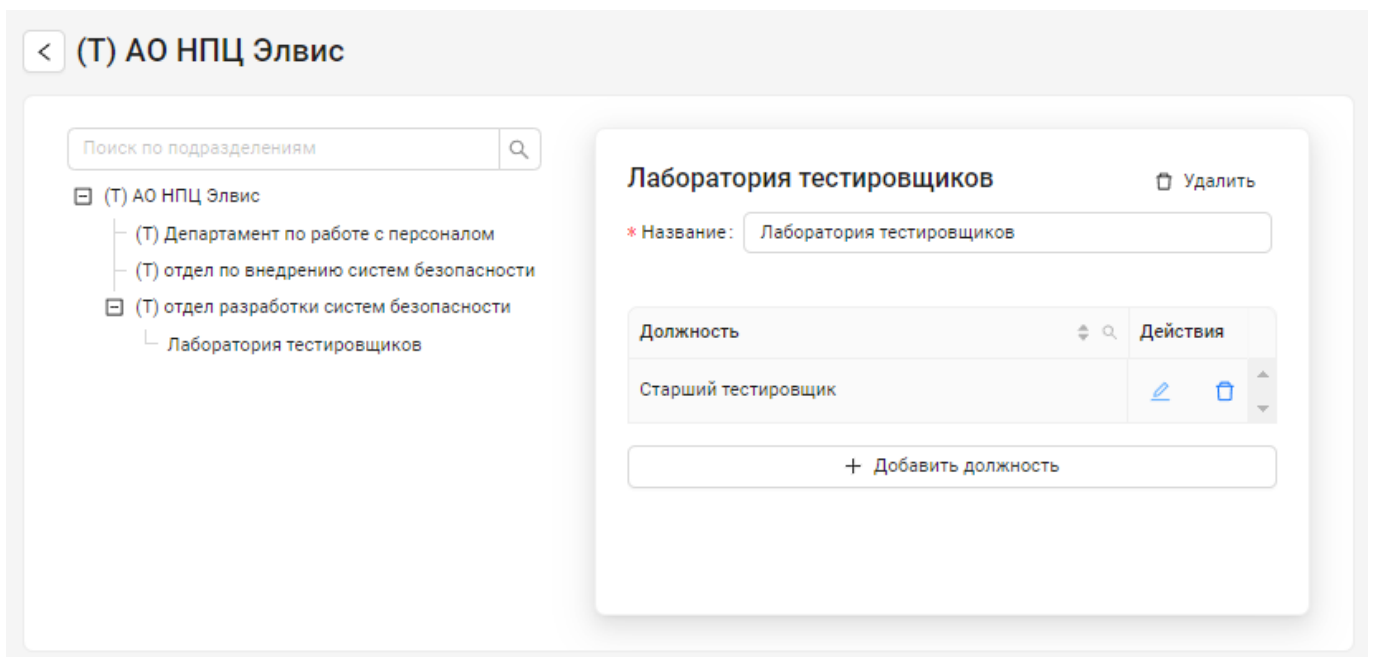 (Т) АО НПЦ Элвис
Поиск по подразделениям
(Т) АО НПЦ Элвис
(Т) Департамент по работе с персоналом
(Т) отдел по внедрению систем безопасности
(Т) отдел разработки систем безопасности
Лаборатория тестировщиков
Лаборатория тестировщиков Удалить
* Название: Лаборатория тестировщиков
Должность Действия
Старший тестировщик
+ Добавить должность